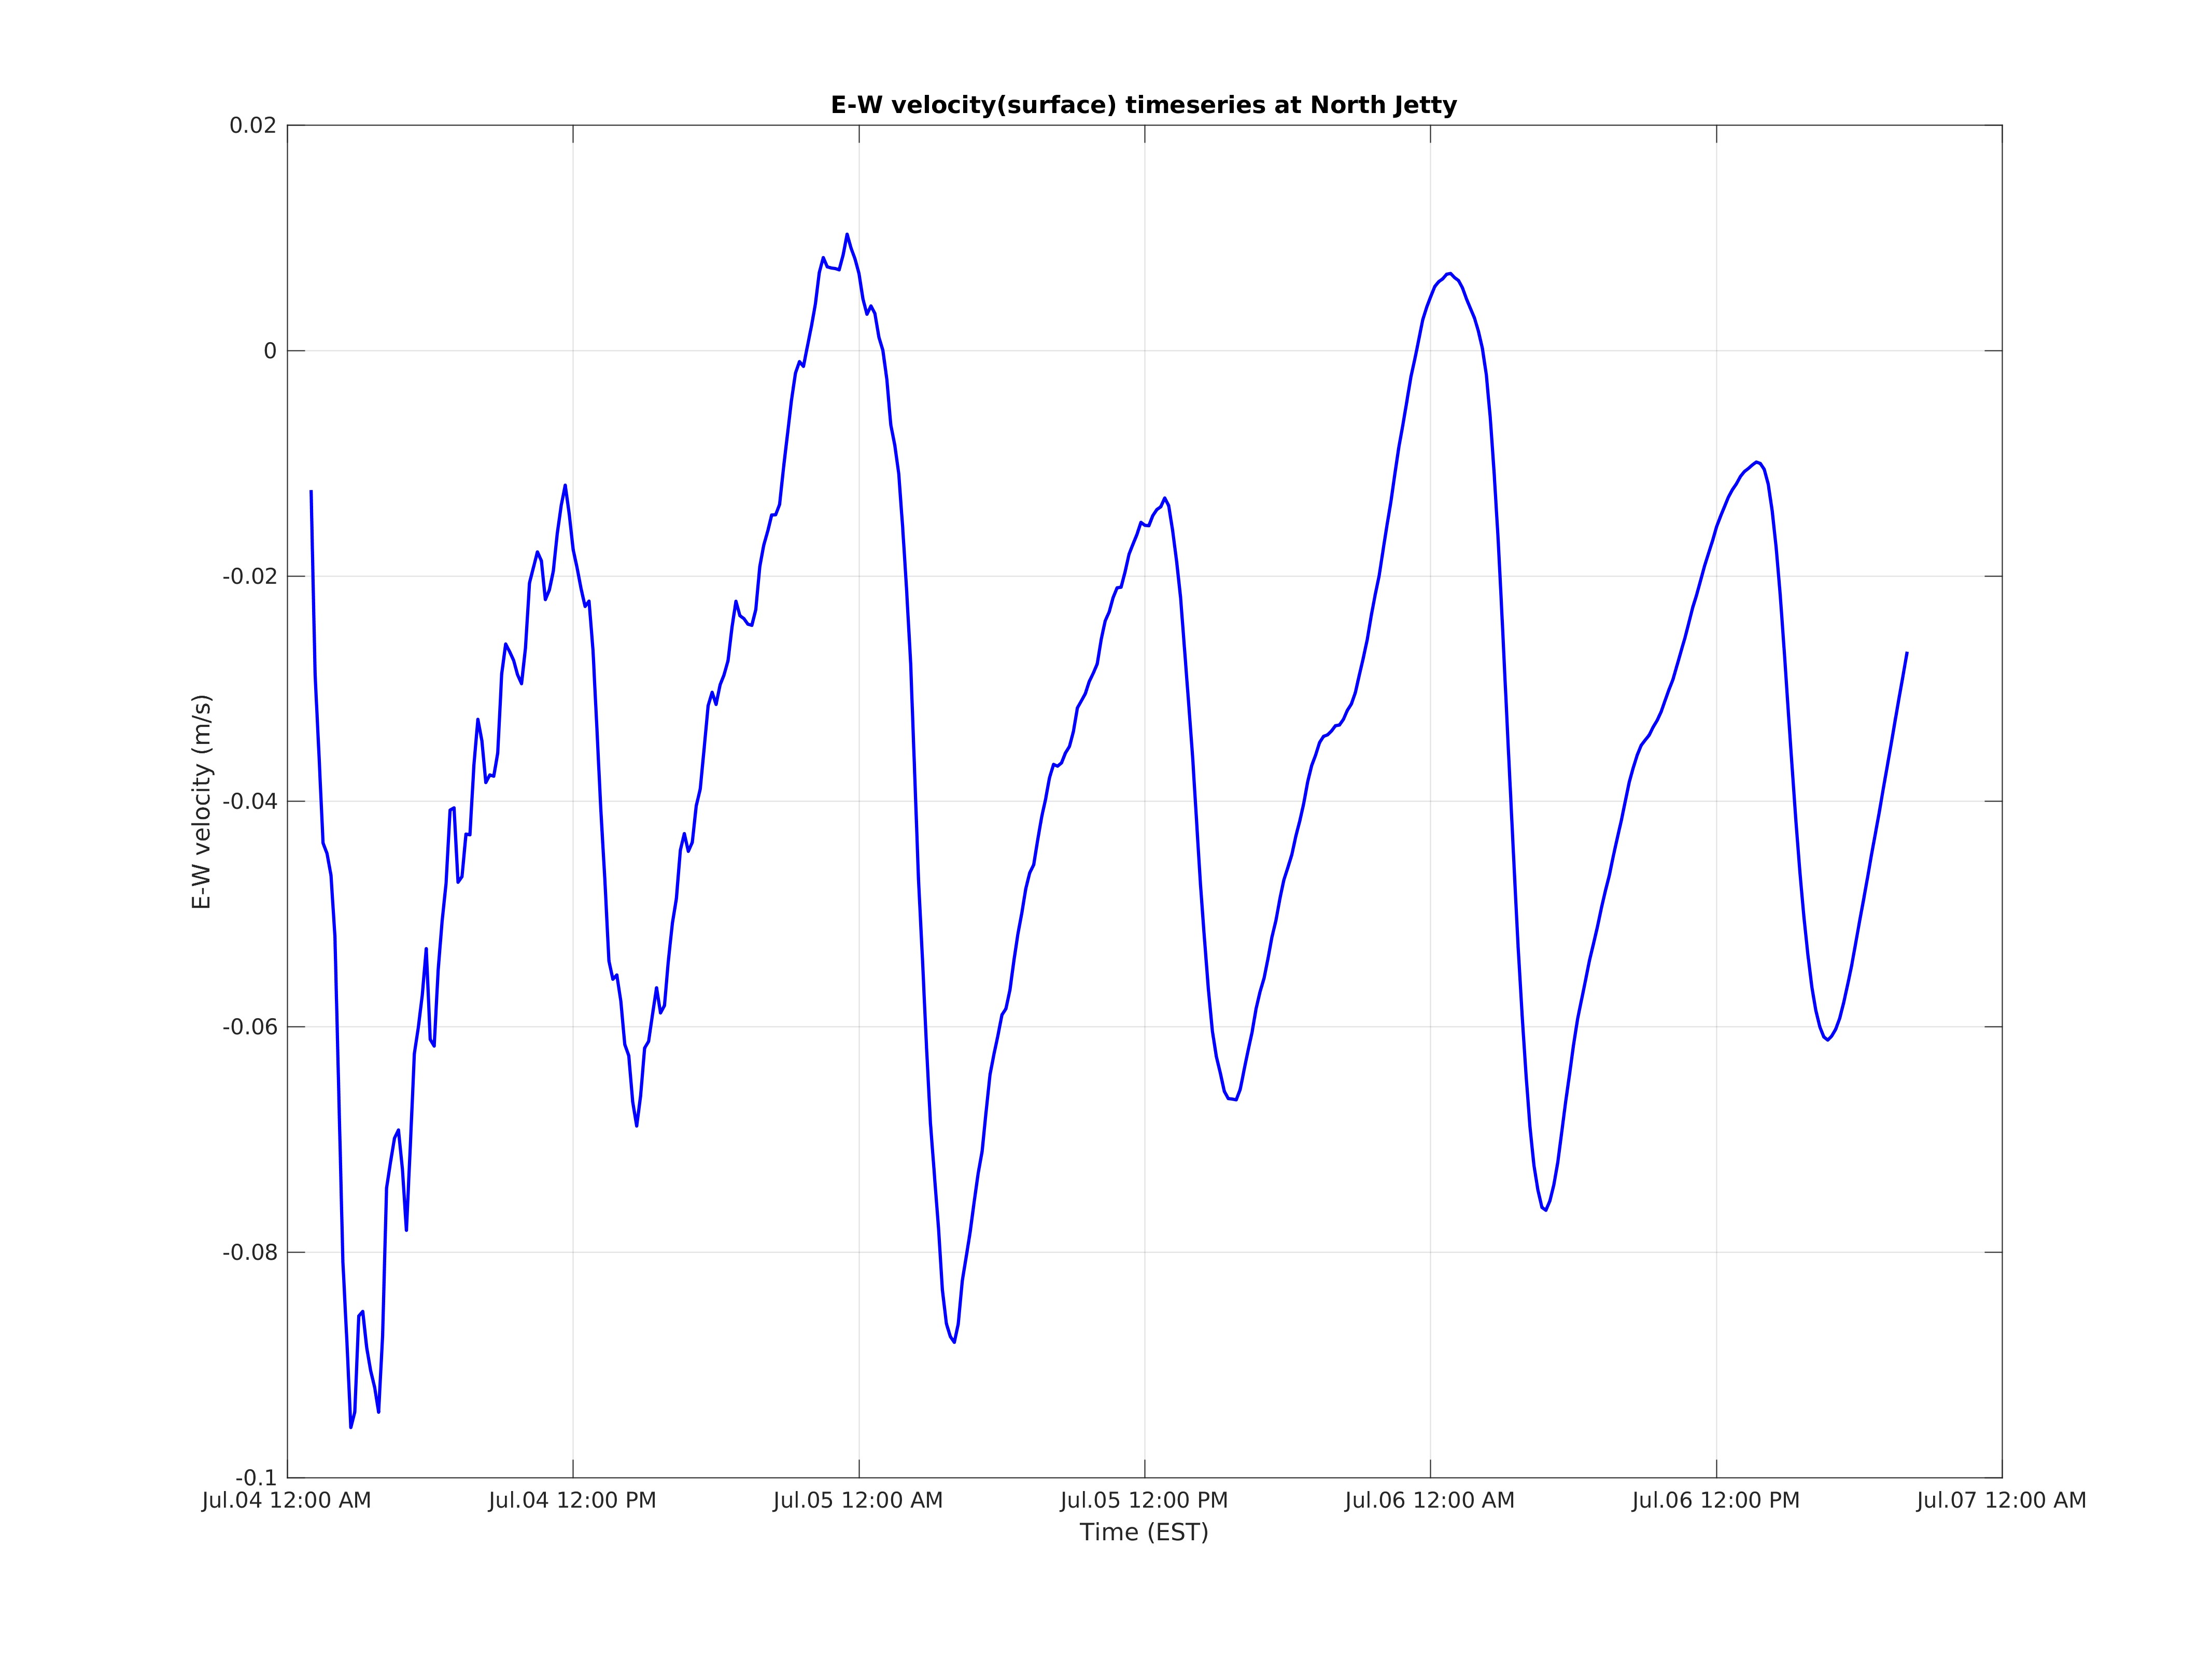 E-W velocity(surface) timeseries at North Jetty
0.02
0
-0.02
-0.04
-0.06
-0.08
-0.1
E-W velocity (m/s)
Jul.04 12:00 AM
Jul.04 12:00 PM
Jul.05 12:00 AM
Jul.05 12:00 PM
Jul.06 12:00 AM
Jul.06 12:00 PM
Jul.07 12:00 AM
Time (EST)